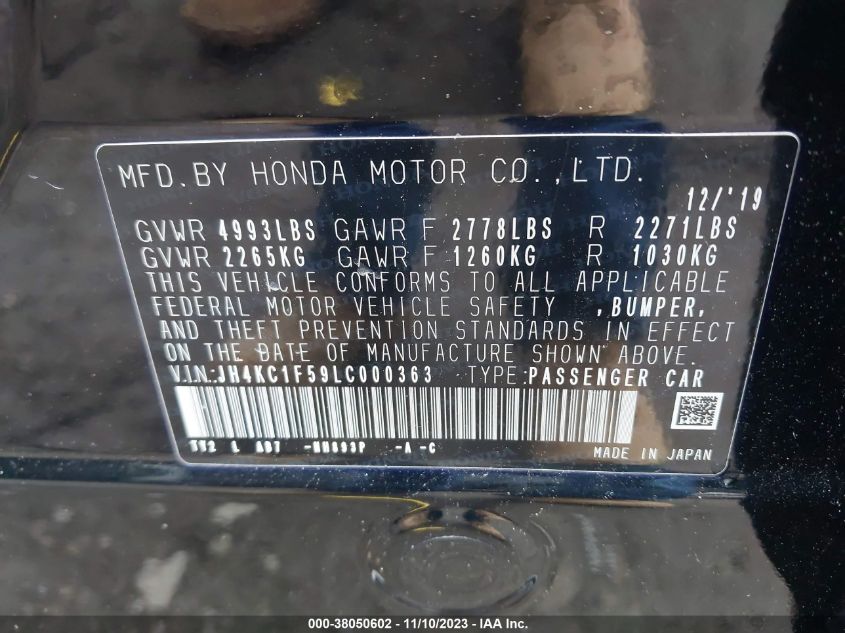 MFD.BY HONDA MOTOR CO.,LTD.
12/'19
GVWR 4993LBS GAWR F 2778LBS R 2271LBS
GVWR 2265KG GAWR F 1260KG R 1030KG
THIS VEHICLE CONFORMS TO ALL APPLICABLE
FEDERAL MOTOR VEHICLE SAFETY ,BUMPER,
AND THEFT PREVENTION STANDARDS IN EFFECT
ON THE DATE OF MANUFACTURE SHOWN ABOVE.
VIN:JH4KC1F59LC000363 TYPE:PASSENGER CAR
L -A -C
MADE IN JAPAN
000-38050602 - 11/10/2023 - IAA Inc.